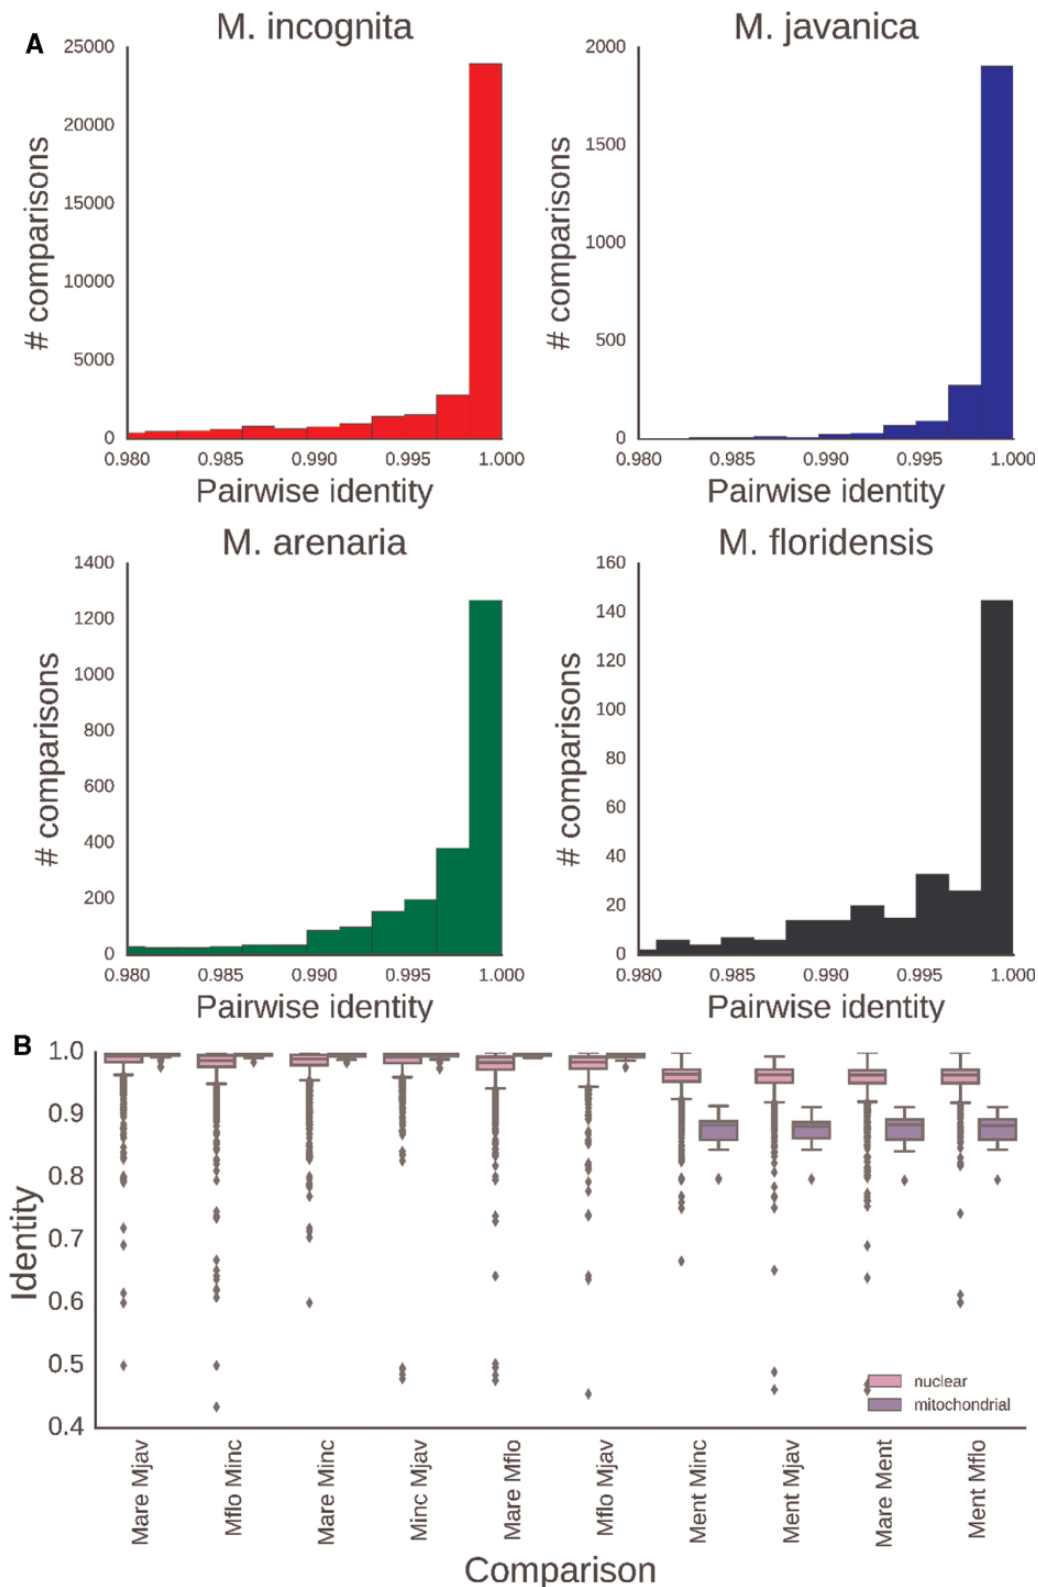 A
M. incognita
M. javanica
25000
20000
15000
10000
5000
0
# comparisons
0.980 0.985 0.990 0.995 1.000
Pairwise identity
2000
1500
1000
500
0
# comparisons
0.980 0.985 0.990 0.995 1.000
Pairwise identity
M. arenaria
M. floridensis
1400
1200
1000
800
600
400
200
0
# comparisons
0.980 0.985 0.990 0.995 1.000
Pairwise identity
160
140
120
100
80
60
40
20
0
# comparisons
0.980 0.985 0.990 0.995 1.000
Pairwise identity
B
1.0
0.9
0.8
0.7
0.6
0.5
0.4
Identity
nuclear
mitochondrial
Mare Mjav
Mflo Minc
Mare Minc
Minc Mjav
Mare Mflo
Mflo Mjav
Ment Minc
Ment Mjav
Mare Ment
Ment Mflo
Comparison